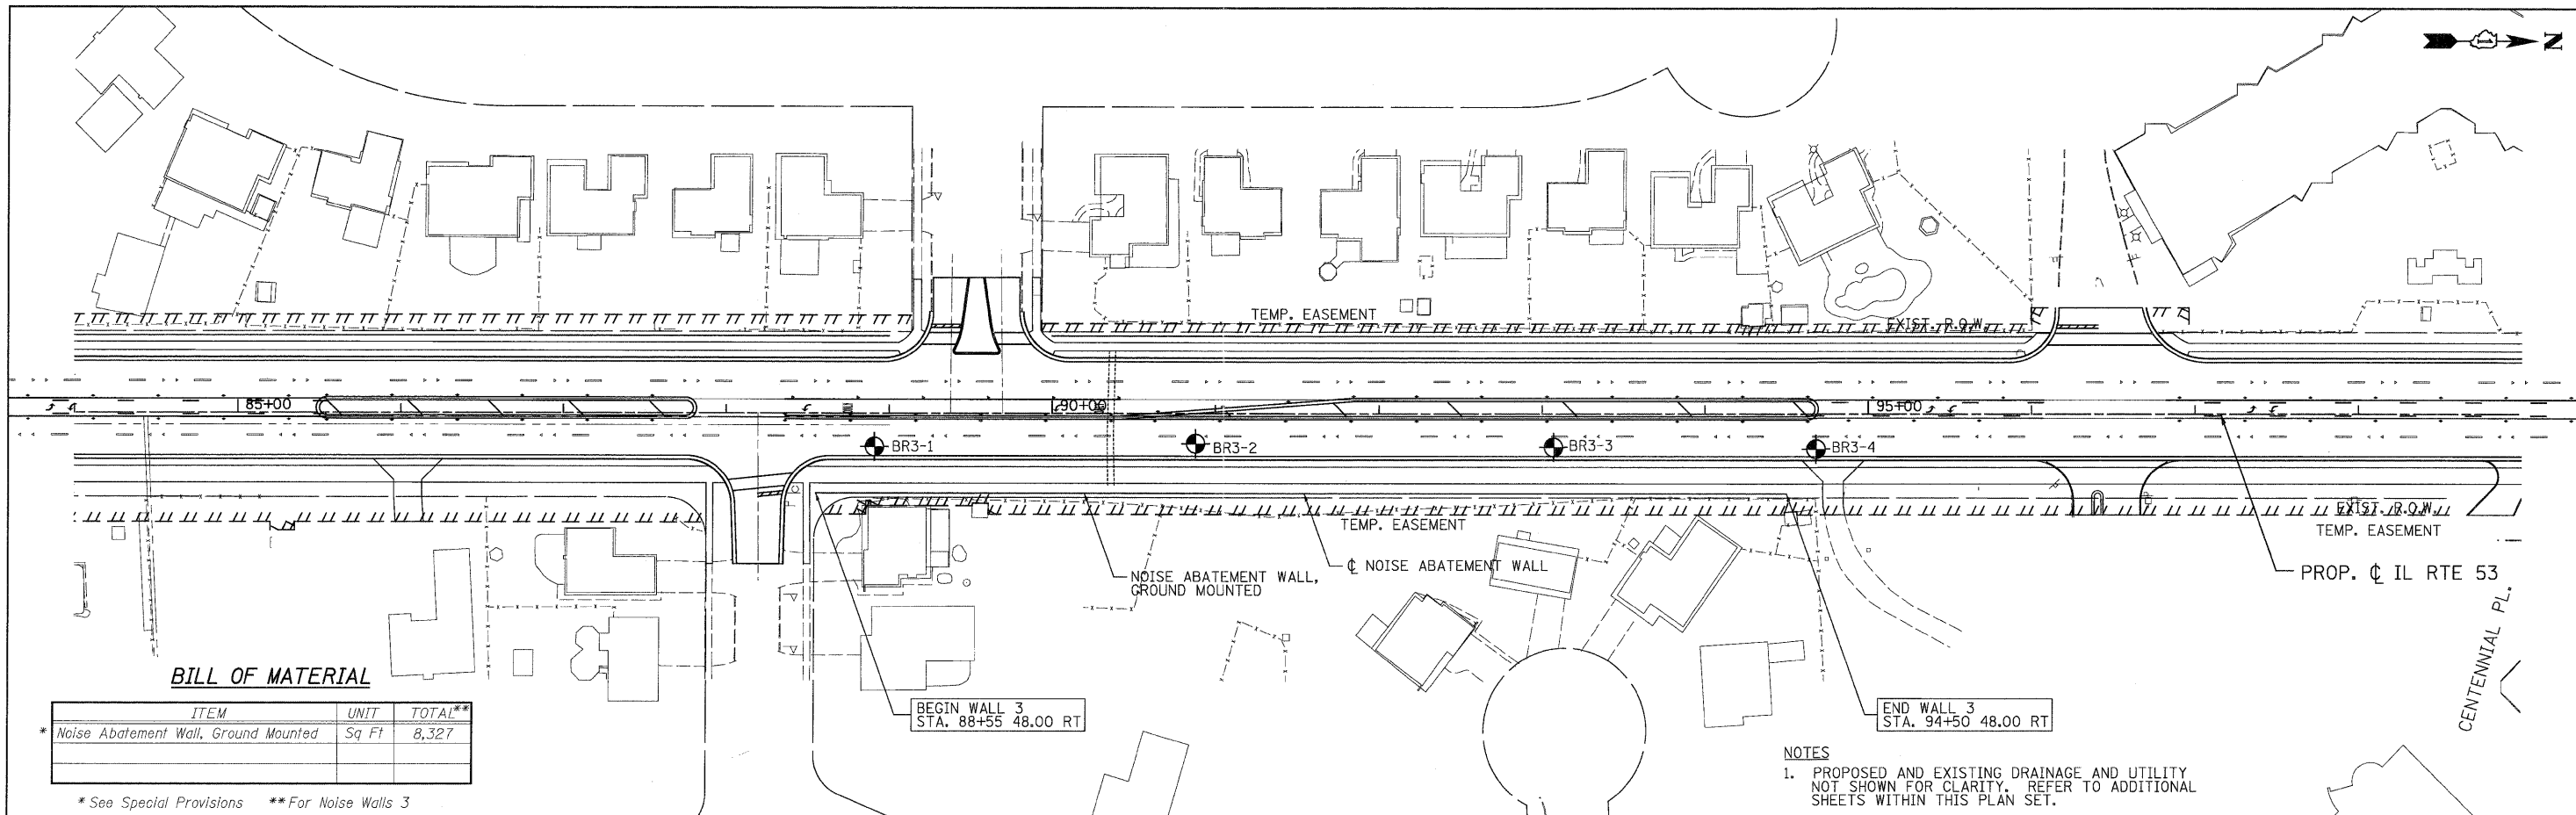 N
TEMP. EASEMENT
EXIST. R.O.W.
85+00
90+00
95+00
BR3-1
BR3-2
BR3-3
BR3-4
EXIST. R.O.W.
TEMP. EASEMENT
TEMP. EASEMENT
NOISE ABATEMENT WALL,
GROUND MOUNTED
℄ NOISE ABATEMENT WALL
PROP. ℄ IL RTE 53
CENTENNIAL PL.
BILL OF MATERIAL
ITEM UNIT TOTAL**
* Noise Abatement Wall, Ground Mounted Sq Ft 8,327
* See Special Provisions ** For Noise Walls 3
BEGIN WALL 3
STA. 88+55 48.00 RT
END WALL 3
STA. 94+50 48.00 RT
NOTES
1. PROPOSED AND EXISTING DRAINAGE AND UTILITY
NOT SHOWN FOR CLARITY. REFER TO ADDITIONAL
SHEETS WITHIN THIS PLAN SET.